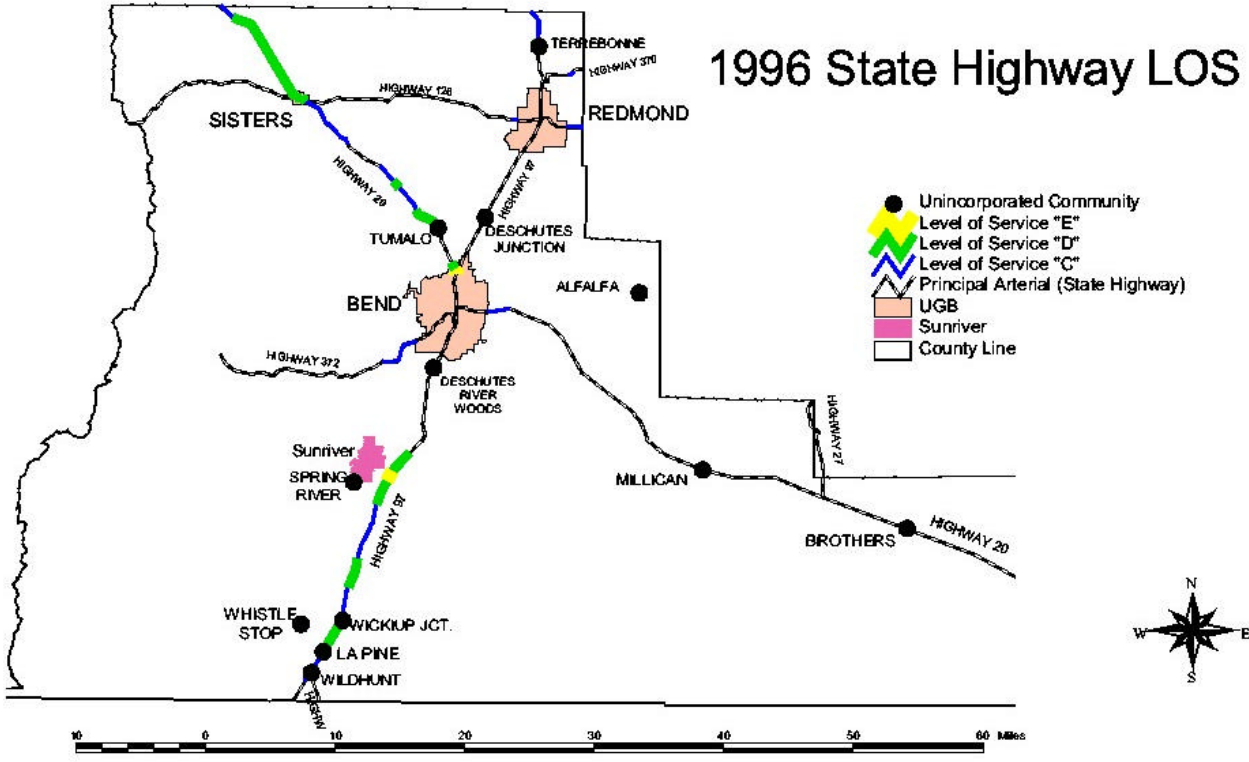 1996 State Highway LOS
TERREBONNE
HIGHWAY 370
HIGHWAY 126
SISTERS
REDMOND
HIGHWAY 20
HIGHWAY 97
TUMALO
DESCHUTES
JUNCTION
BEND
ALFALFA
HIGHWAY 372
DESCHUTES
RIVER
WOODS
HIGHWAY 27
Sunriver
SPRING
RIVER
MILLICAN
HIGHWAY 97
BROTHERS
HIGHWAY 20
WHISTLE
STOP
WICKIUP JCT.
LA PINE
WILDHUNT
HIGHW
Unincorporated Community
Level of Service "E"
Level of Service "D"
Level of Service "C"
Principal Arterial (State Highway)
UGB
Sunriver
County Line
N
W
E
S
10 0 10 20 30 40 50 60 Miles